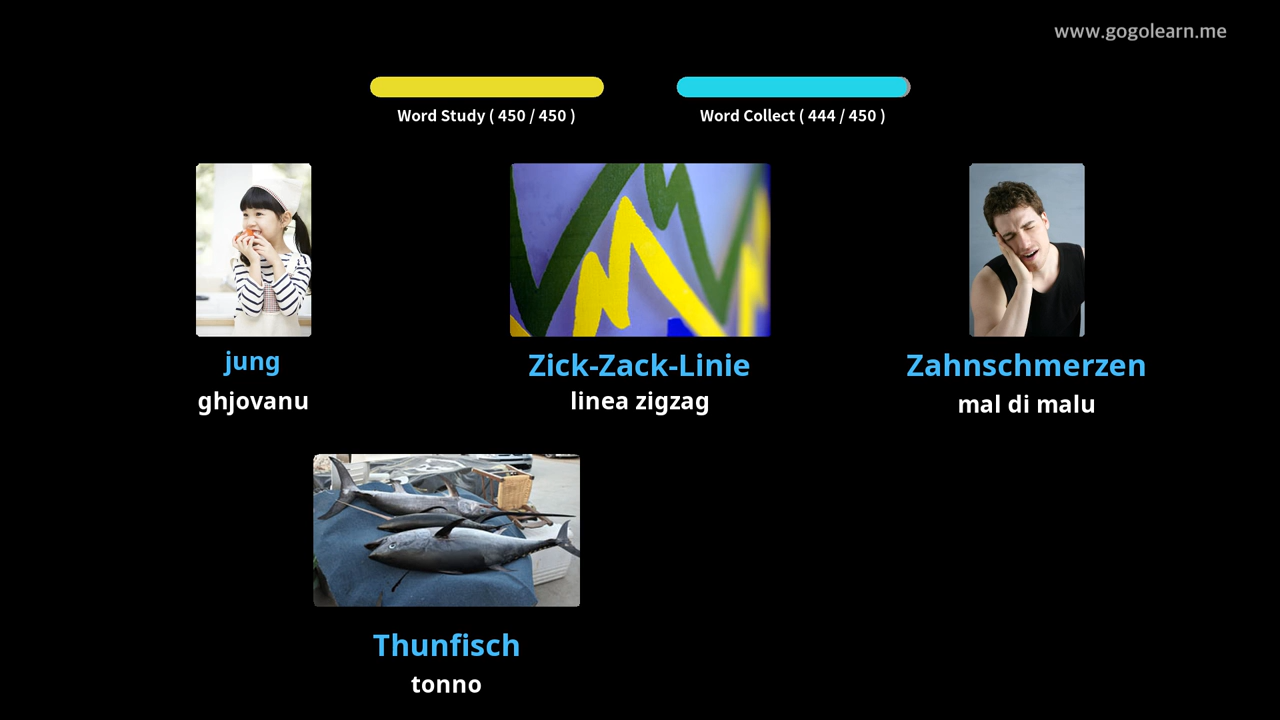 www.gogolearn.me
Word Study ( 450 / 450 )
Word Collect ( 444 / 450 )
jung
ghjovanu
Zick-Zack-Linie
linea zigzag
Zahnschmerzen
mal di malu
Thunfisch
tonno